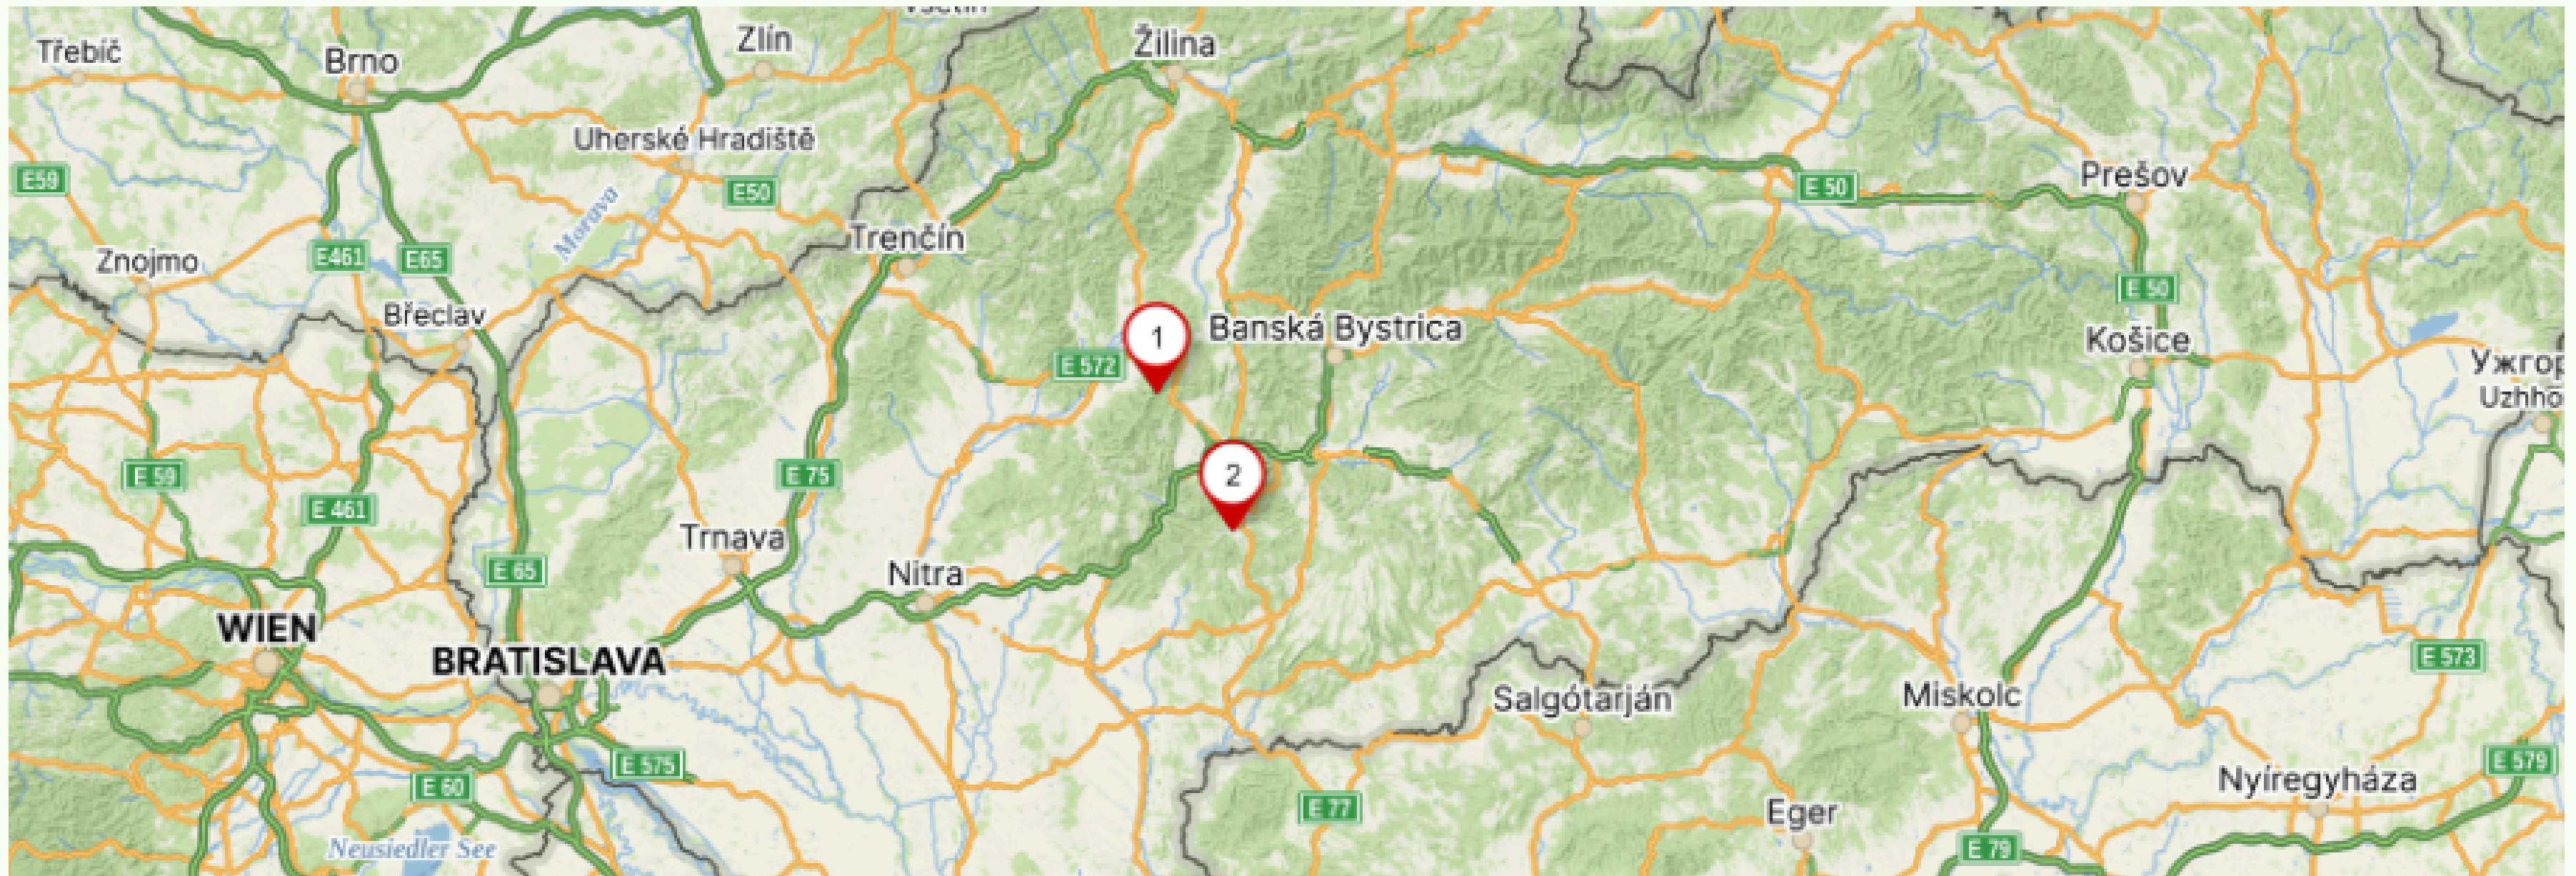 Vsetín
Třebíč
Brno
Zlín
Žilina
Uherské Hradiště
E59
E50
E 50
Prešov
Morava
Trenčín
Znojmo
E461
E65
E 50
Břeclav
1
Banská Bystrica
Košice
E 572
Ужгор
Uzhho
2
E 59
E 75
E 461
Trnava
E 65
Nitra
WIEN
BRATISLAVA
E 573
Salgótarján
Miskolc
E 575
E 579
E 60
Nyíregyháza
E 77
Eger
Neusiedler See
E 79